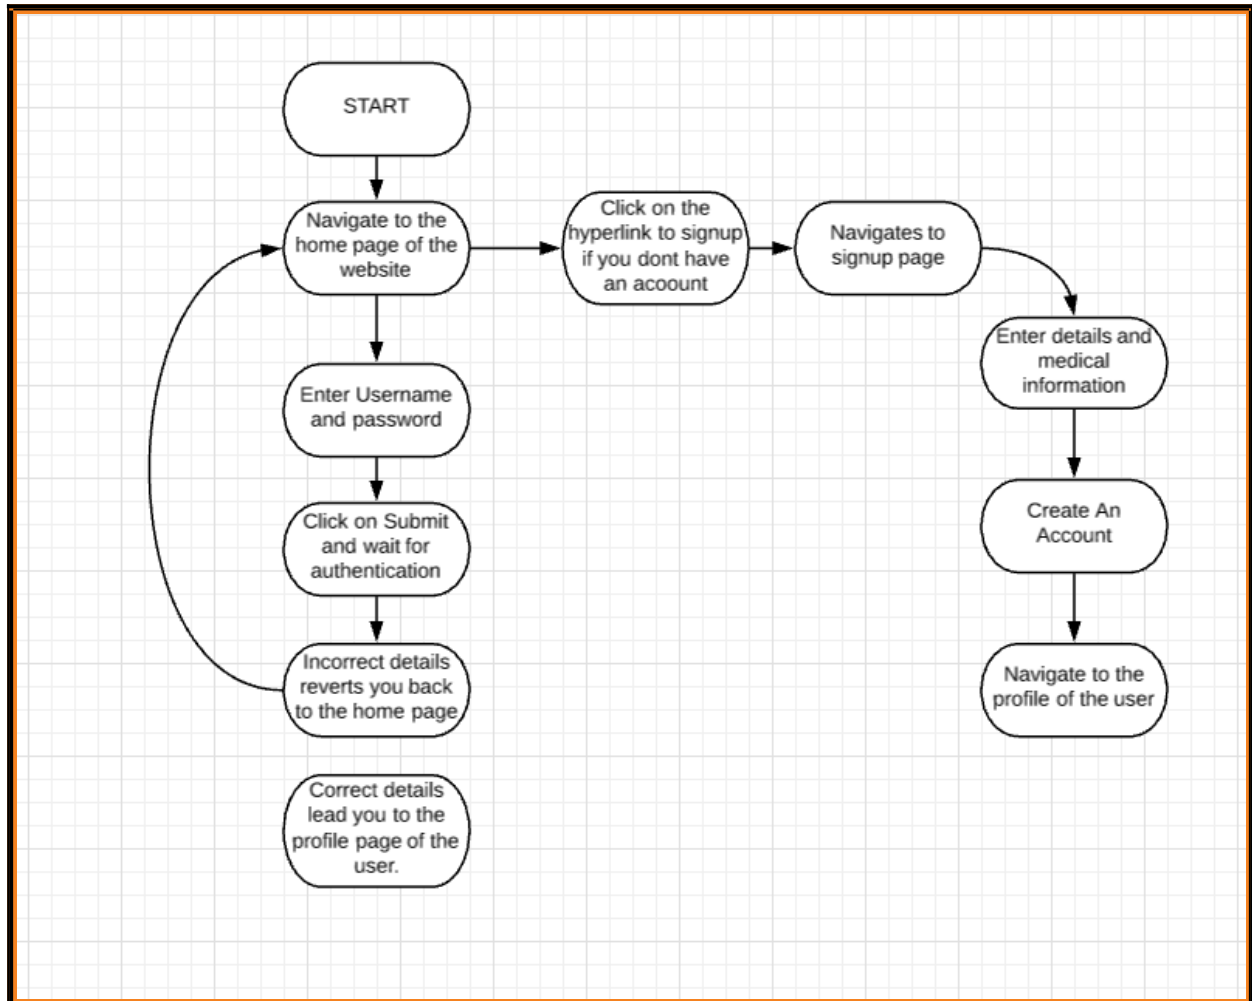 START
Navigate to the
home page of the
website
Click on the
hyperlink to signup
if you dont have
an acoount
Navigates to
signup page
Enter details and
medical
information
Enter Username
and password
Click on Submit
and wait for
authentication
Create An
Account
Incorrect details
reverts you back
to the home page
Navigate to the
profile of the user
Correct details
lead you to the
profile page of the
user.